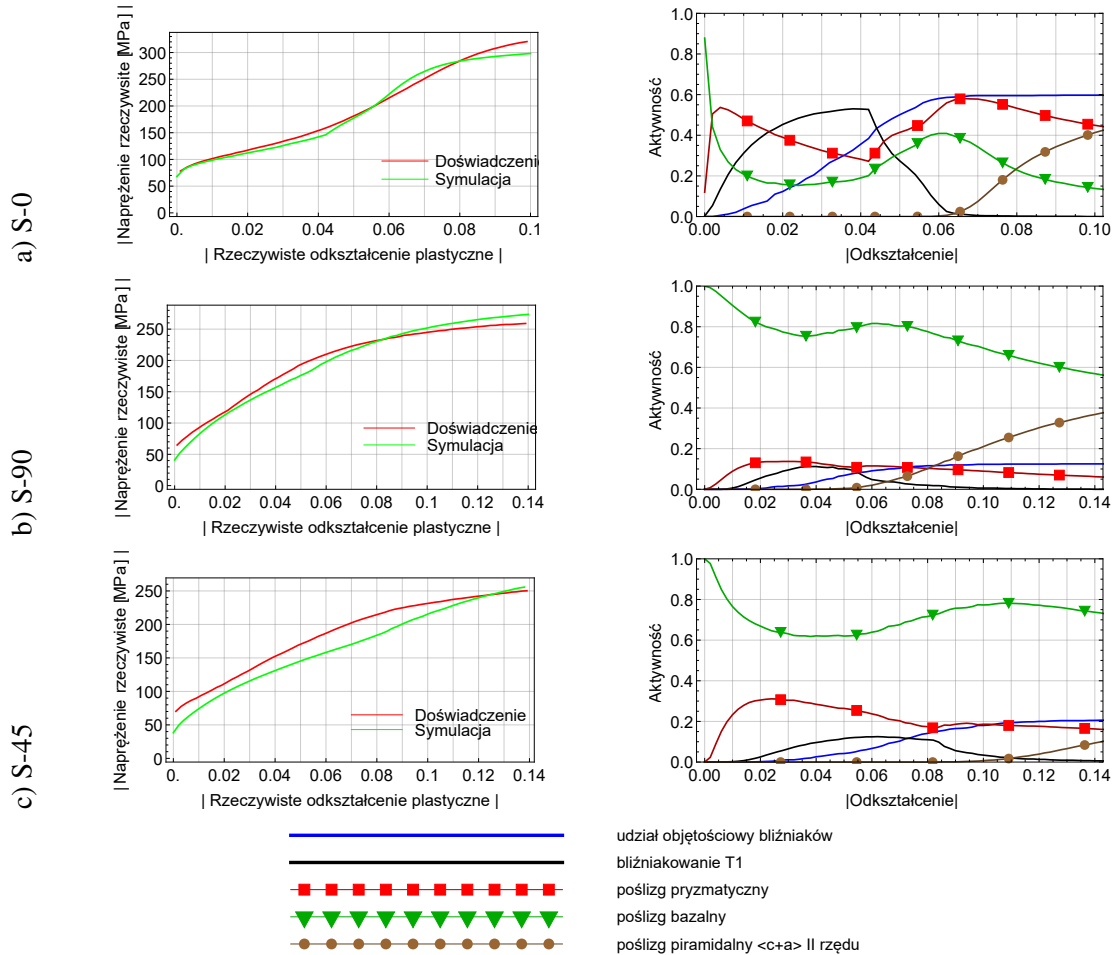 a) S-0
|Naprężenie rzeczywsite [MPa] |
300
250
200
150
100
50
0
0. 0.02 0.04 0.06 0.08 0.1
Doświadczenie
Symulacja
| Rzeczywiste odkształcenie plastyczne |
Aktywność
1.0
0.8
0.6
0.4
0.2
0.0
0.00 0.02 0.04 0.06 0.08 0.10
|Odkształcenie|
b) S-90
|Naprężenie rzeczywiste [MPa] |
250
200
150
100
50
0
0. 0.02 0.04 0.06 0.08 0.1 0.12 0.14
Doświadczenie
Symulacja
| Rzeczywiste odkształcenie plastyczne |
Aktywność
1.0
0.8
0.6
0.4
0.2
0.0
0.00 0.02 0.04 0.06 0.08 0.10 0.12 0.14
|Odkształcenie|
c) S-45
|Naprężenie rzeczywiste [MPa] |
250
200
150
100
50
0
0. 0.02 0.04 0.06 0.08 0.1 0.12 0.14
Doświadczenie
Symulacja
| Rzeczywiste odkształcenie plastyczne |
Aktywność
1.0
0.8
0.6
0.4
0.2
0.0
0.00 0.02 0.04 0.06 0.08 0.10 0.12 0.14
|Odkształcenie|
udział objętościowy bliźniaków
bliźniakowanie T1
poślizg pryzmatyczny
poślizg bazalny
poślizg piramidalny <c+a> II rzędu